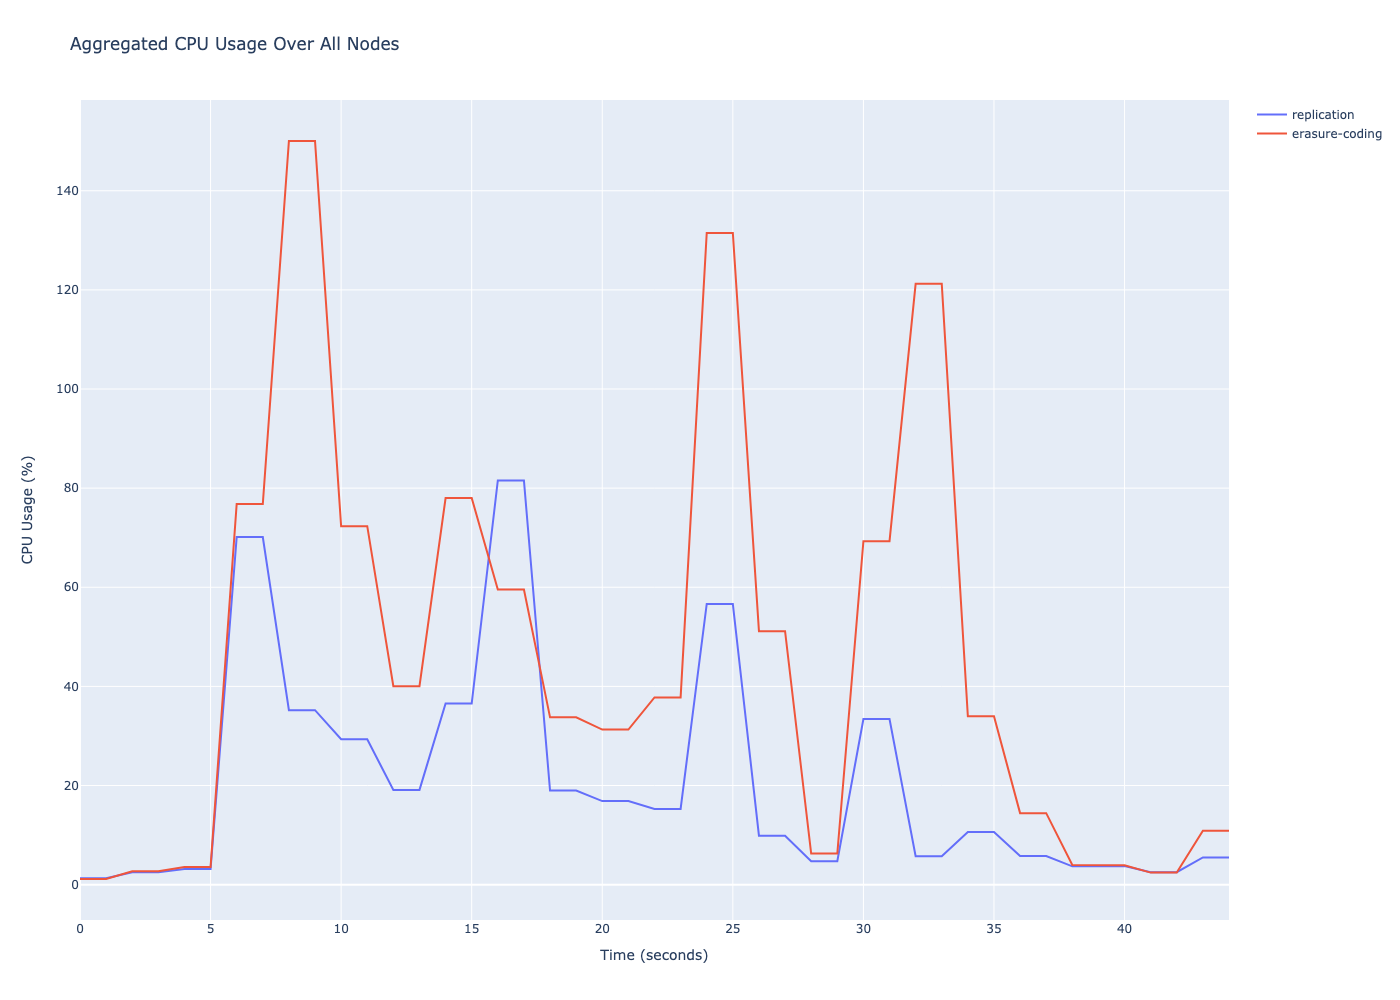 Aggregated CPU Usage Over All Nodes
replication
erasure-coding
CPU Usage (%)
140
120
100
80
60
40
20
0
0 5 10 15 20 25 30 35 40
Time (seconds)